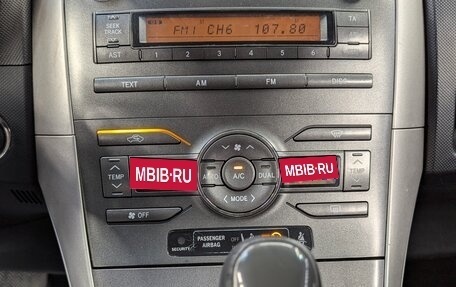 ST
FM1 CH6 107.80
SEEK
TRACK
TA
AST
1 2 3 4 5 6
TEXT AM FM DISC
TEMP
MBIB.RU
AUTO
A/C
DUAL
MBIB.RU
TEMP
MODE
OFF
SECURITY
PASSENGER
AIRBAG
OFF